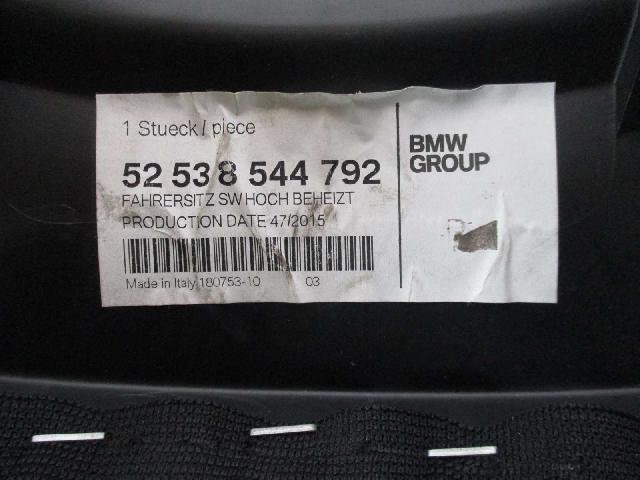 1 Stueck / piece
52 53 8 544 792
FAHRERSITZ SW HOCH BEHEIZT
PRODUCTION DATE 47/2015
Made in Italy 180753-10 03
BMW
GROUP